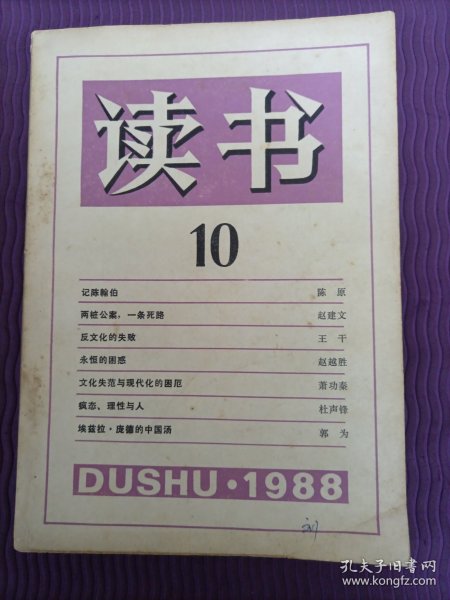 读书
10
记陈翰伯 陈 原
两桩公案，一条死路 赵建文
反文化的失败 王 干
永恒的困惑 赵越胜
文化失范与现代化的困厄 萧功秦
疯态、理性与人 杜声锋
埃兹拉·庞德的中国汤 郭 为
DUSHU·1988
刘
孔夫子旧书网
www.kongfz.com